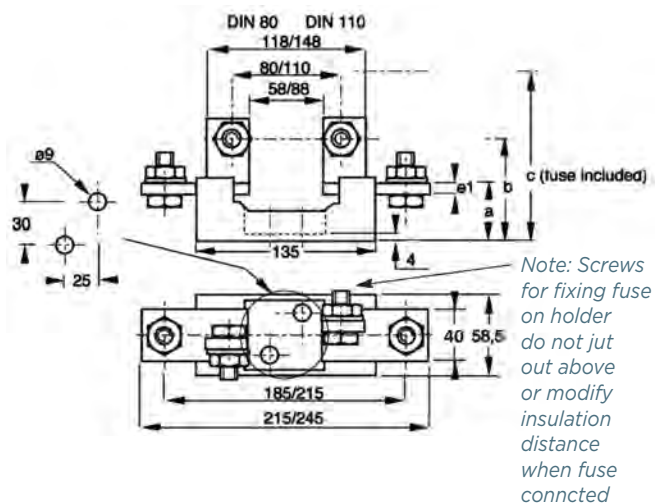 DIN 80 DIN 110
118/148
80/110
58/88
ø9
30
25
135
4
e1
a
b
c (fuse included)
40
58,5
185/215
215/245
Note: Screws
for fixing fuse
on holder
do not jut
out above
or modify
insulation
distance
when fuse
conncted